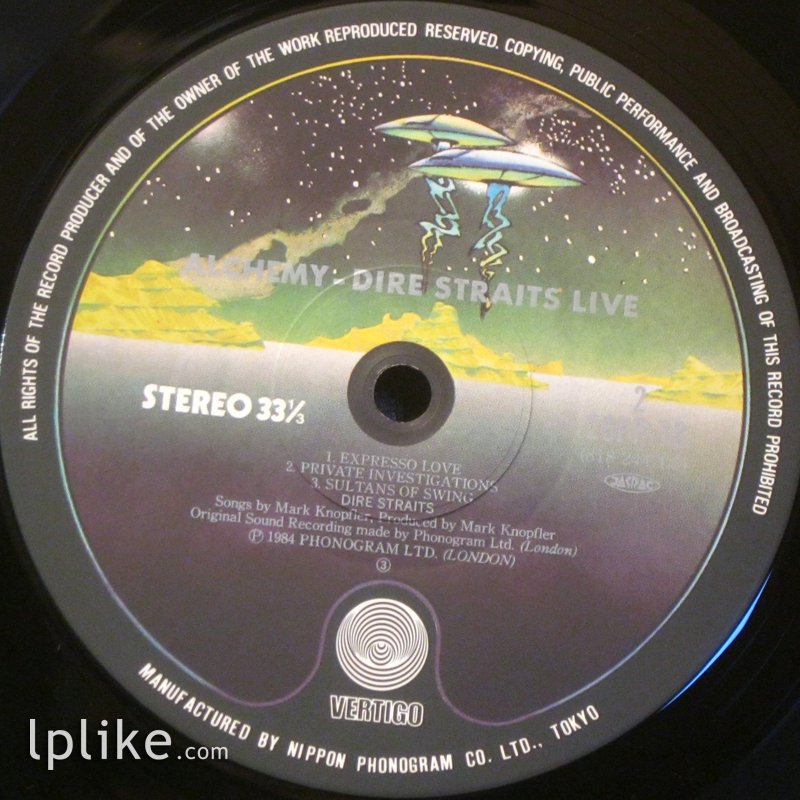 ALL RIGHTS OF THE RECORD PRODUCER AND OF THE OWNER OF THE WORK REPRODUCED RESERVED. COPYING, PUBLIC PERFORMANCE AND BROADCASTING OF THIS RECORD PROHIBITED
ALCHEMY - DIRE STRAITS LIVE
STEREO 33⅓
2
JASRAC
1. EXPRESSO LOVE
2. PRIVATE INVESTIGATIONS
3. SULTANS OF SWING
DIRE STRAITS
Songs by Mark Knopfler, Produced by Mark Knopfler
Original Sound Recording made by Phonogram Ltd. (London)
Ⓟ 1984 PHONOGRAM LTD. (LONDON)
③
VERTIGO
MANUFACTURED BY NIPPON PHONOGRAM CO. LTD., TOKYO
lplike.com